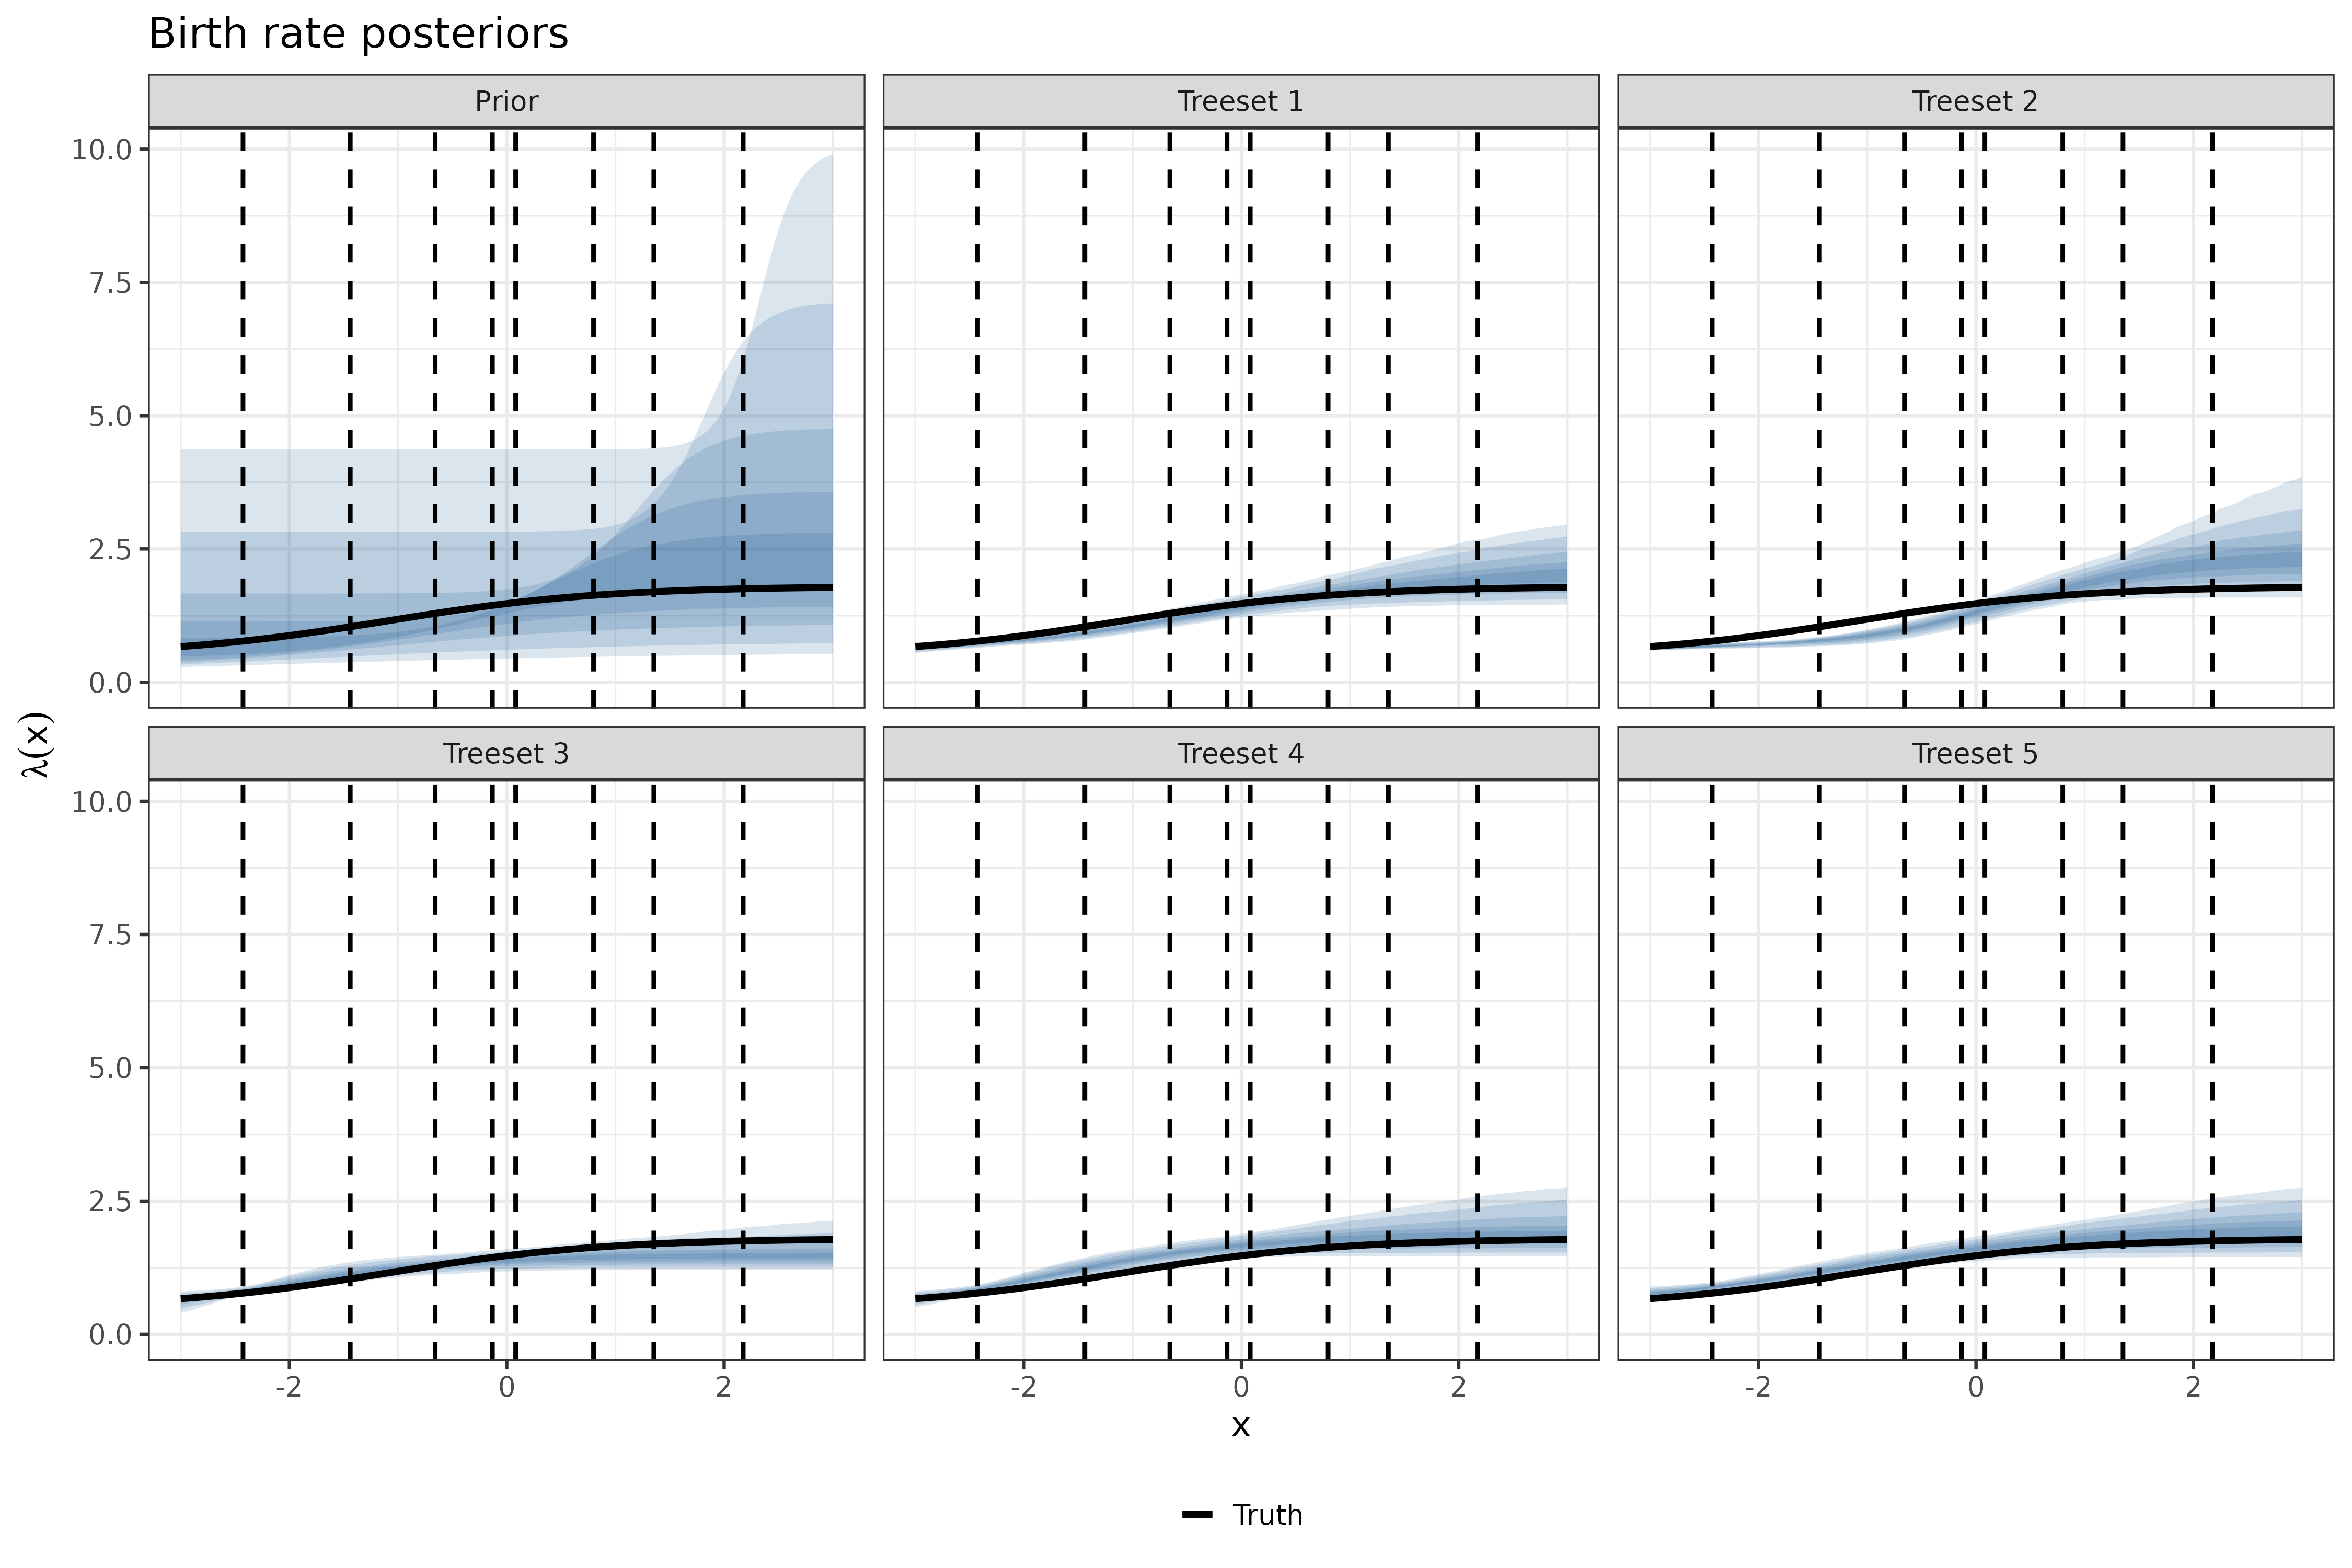 Birth rate posteriors
Prior
Treeset 1
Treeset 2
10.0
7.5
5.0
2.5
0.0
λ(x)
Treeset 3
Treeset 4
Treeset 5
10.0
7.5
5.0
2.5
0.0
-2 0 2
-2 0 2
-2 0 2
x
Truth